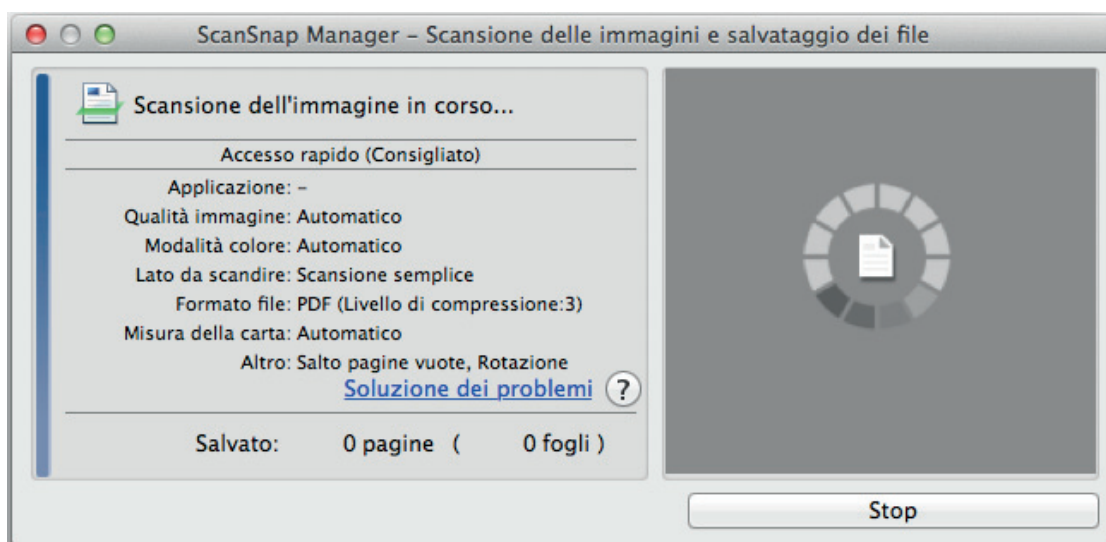 ScanSnap Manager – Scansione delle immagini e salvataggio dei file
Scansione dell'immagine in corso...
Accesso rapido (Consigliato)
Applicazione: –
Qualità immagine: Automatico
Modalità colore: Automatico
Lato da scandire: Scansione semplice
Formato file: PDF (Livello di compressione:3)
Misura della carta: Automatico
Altro: Salto pagine vuote, Rotazione
Soluzione dei problemi ?
Salvato: 0 pagine ( 0 fogli )
Stop